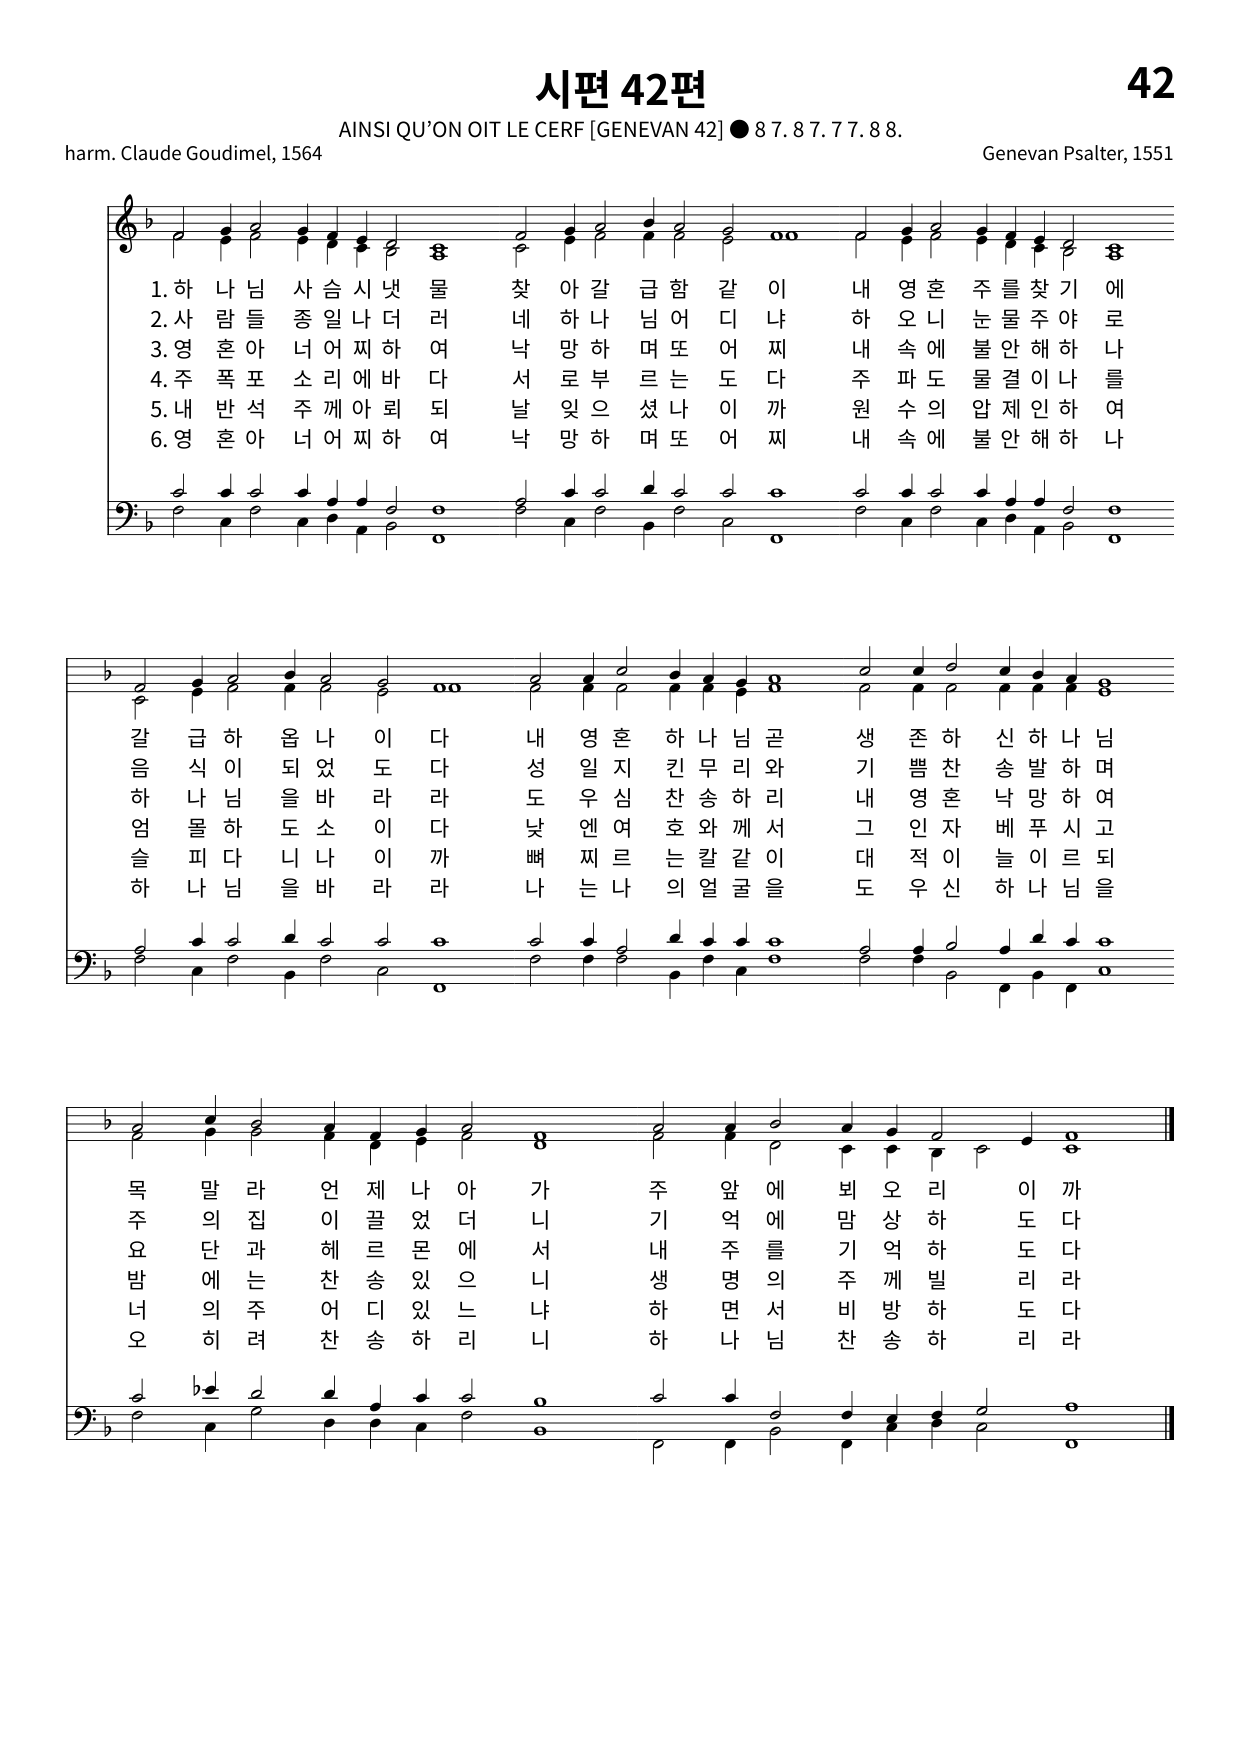 시편 42편
42
AINSI QU’ON OIT LE CERF [GENEVAN 42] ● 8 7. 8 7. 7 7. 8 8.
harm. Claude Goudimel, 1564
Genevan Psalter, 1551
1. 하 나 님 사 슴 시 냇 물 찾 아 갈 급 함 같 이 내 영 혼 주 를 찾 기 에
2. 사 람 들 종 일 나 더 러 네 하 나 님 어 디 냐 하 오 니 눈 물 주 야 로
3. 영 혼 아 너 어 찌 하 여 낙 망 하 며 또 어 찌 내 속 에 불 안 해 하 나
4. 주 폭 포 소 리 에 바 다 서 로 부 르 는 도 다 주 파 도 물 결 이 나 를
5. 내 반 석 주 께 아 뢰 되 날 잊 으 셨 나 이 까 원 수 의 압 제 인 하 여
6. 영 혼 아 너 어 찌 하 여 낙 망 하 며 또 어 찌 내 속 에 불 안 해 하 나
갈 급 하 옵 나 이 다 내 영 혼 하 나 님 곧 생 존 하 신 하 나 님
음 식 이 되 었 도 다 성 일 지 킨 무 리 와 기 쁨 찬 송 발 하 며
하 나 님 을 바 라 라 도 우 심 찬 송 하 리 내 영 혼 낙 망 하 여
엄 몰 하 도 소 이 다 낮 엔 여 호 와 께 서 그 인 자 베 푸 시 고
슬 피 다 니 나 이 까 뼈 찌 르 는 칼 같 이 대 적 이 늘 이 르 되
하 나 님 을 바 라 라 나 는 나 의 얼 굴 을 도 우 신 하 나 님 을
목 말 라 언 제 나 아 가 주 앞 에 뵈 오 리 이 까
주 의 집 이 끌 었 더 니 기 억 에 맘 상 하 도 다
요 단 과 헤 르 몬 에 서 내 주 를 기 억 하 도 다
밤 에 는 찬 송 있 으 니 생 명 의 주 께 빌 리 라
너 의 주 어 디 있 느 냐 하 면 서 비 방 하 도 다
오 히 려 찬 송 하 리 니 하 나 님 찬 송 하 리 라